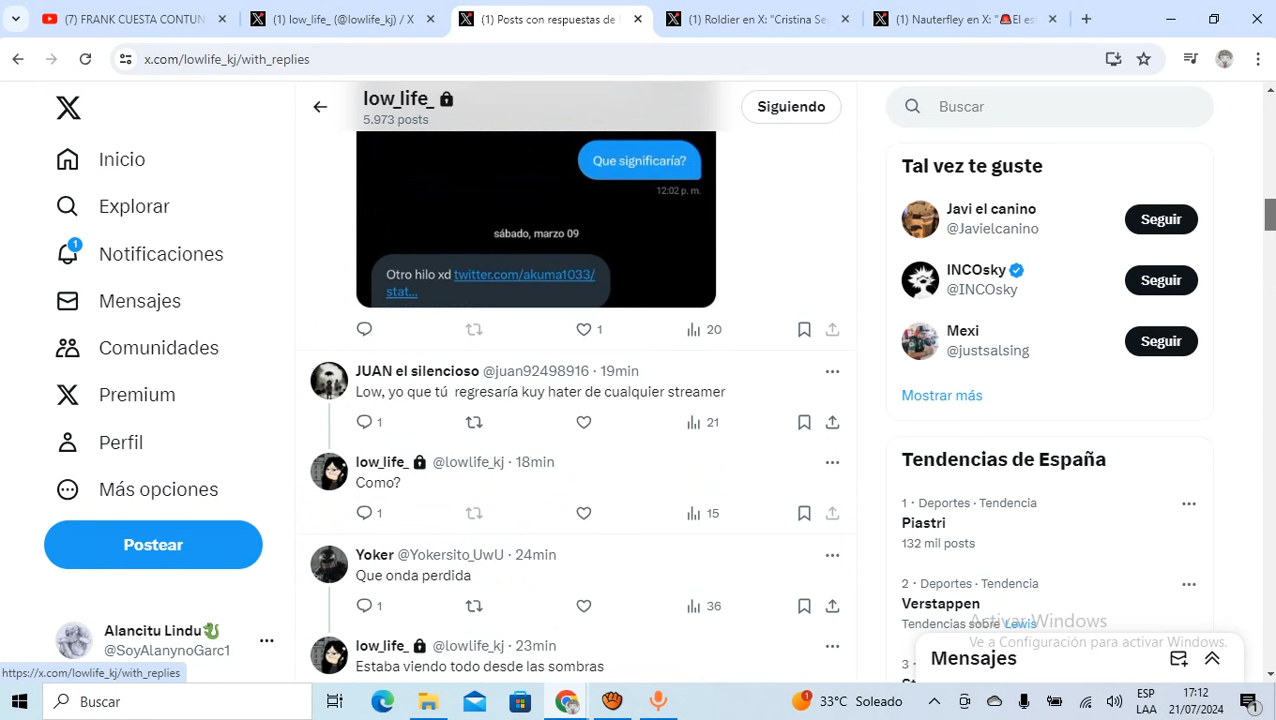 (7) FRANK CUESTA CONTUN
(1) low_life_ (@lowlife_kj) / X
(1) Posts con respuestas de
(1) Roldier en X: "Cristina Se
(1) Nauterfley en X: "🚨El es
x.com/lowlife_kj/with_replies
low_life_
5.973 posts
Siguiendo
Buscar
Inicio
Explorar
1
Notificaciones
Mensajes
Comunidades
Premium
Perfil
Más opciones
Postear
Alancitu Lindu🐉
@SoyAlanynoGarc1
https://x.com/lowlife_kj/with_replies
Que significaría?
12:02 p. m.
sábado, marzo 09
Otro hilo xd twitter.com/akuma1033/
stat...
1 20
JUAN el silencioso @juan92498916 · 19min
Low, yo que tú regresaría kuy hater de cualquier streamer
1 21
low_life_ @lowlife_kj · 18min
Como?
1 15
Yoker @Yokersito_UwU · 24min
Que onda perdida
1 36
low_life_ @lowlife_kj · 23min
Estaba viendo todo desde las sombras
Tal vez te guste
Javi el canino
@Javielcanino
Seguir
INCOsky
@INCOsky
Seguir
Mexi
@justsalsing
Seguir
Mostrar más
Tendencias de España
1 · Deportes · Tendencia
Piastri
132 mil posts
2 · Deportes · Tendencia
Verstappen
Tendencias sobre Lewis
3
Activar Windows
Ve a Configuración para activar Windows.
Mensajes
Buscar
1
33°C Soleado
ESP
LAA
17:12
21/07/2024
1